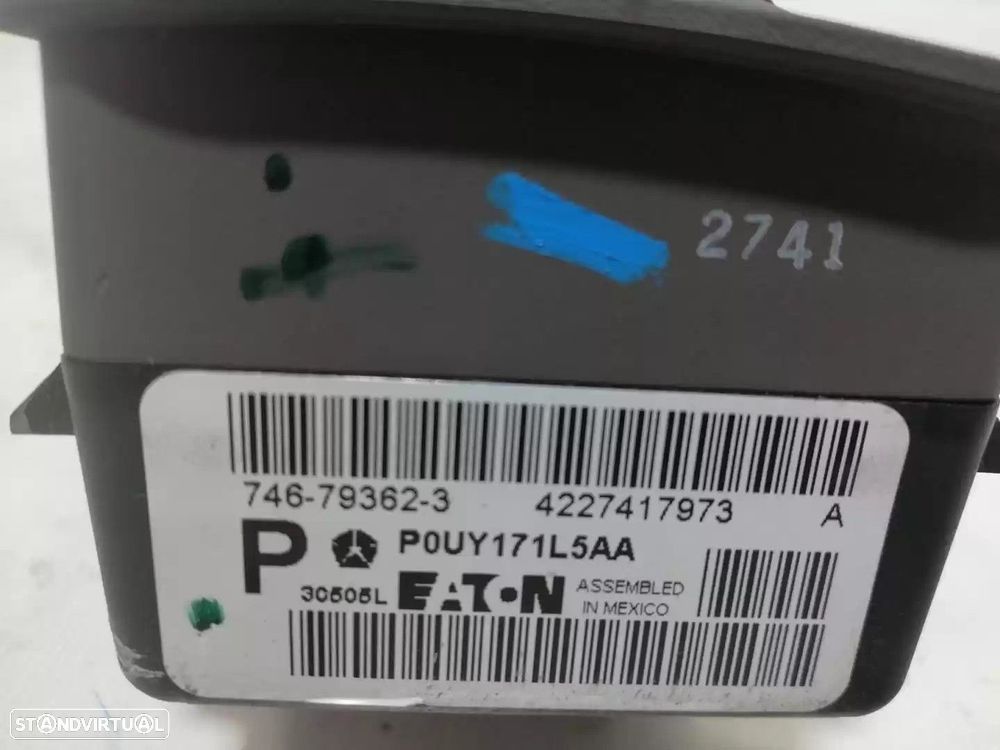 2741
746-79362-3 4227417973 A
P P0UY171L5AA
30505L EATON ASSEMBLED
IN MEXICO
STANDVIRTUAL